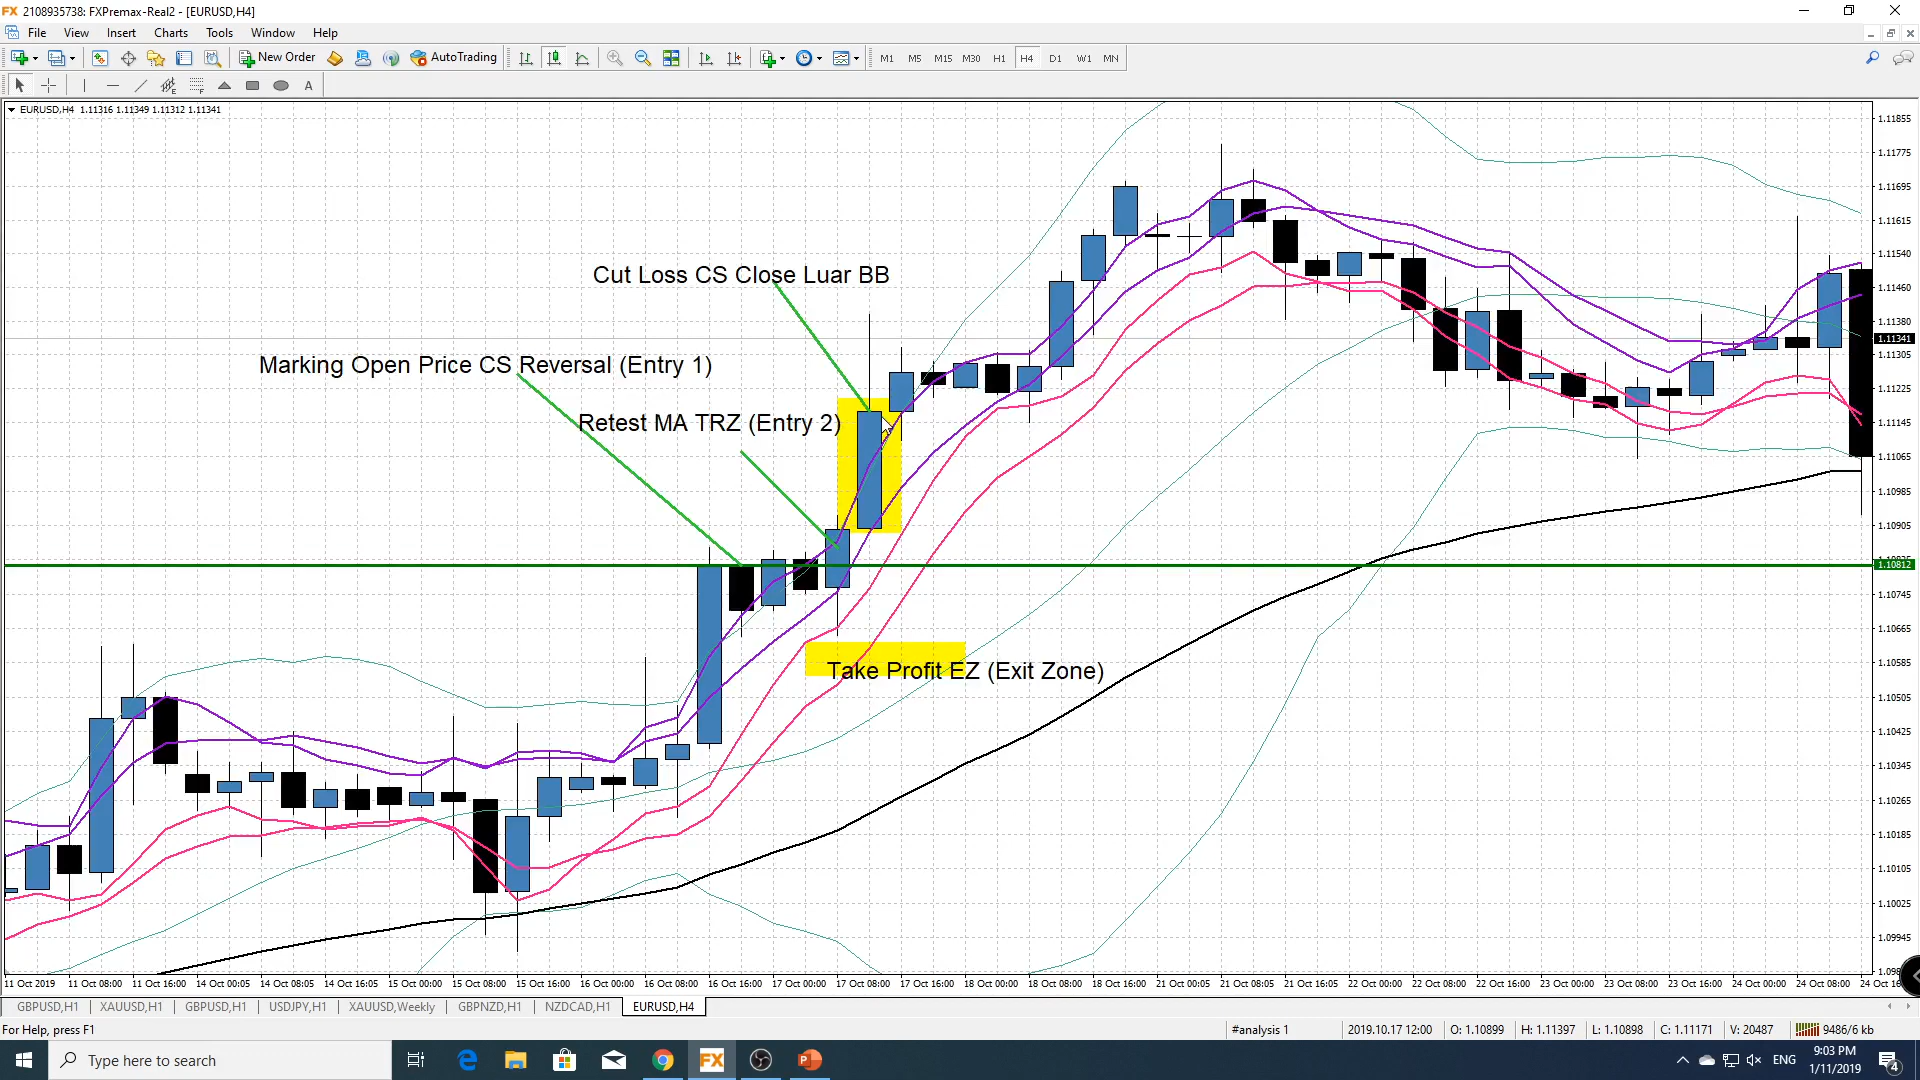 2108935738: FXPremax-Real2 - [EURUSD,H4]
File View Insert Charts Tools Window Help
New Order AutoTrading M1 M5 M15 M30 H1 H4 D1 W1 MN
A
EURUSD,H4 1.11316 1.11349 1.11312 1.11341
1.11855
1.11775
1.11695
1.11615
1.11540
1.11460
1.11380
1.11341
1.11305
1.11225
1.11145
1.11065
1.10985
1.10905
1.10812
1.10745
1.10665
1.10585
1.10505
1.10425
1.10345
1.10265
1.10185
1.10105
1.10025
1.09945
Cut Loss CS Close Luar BB
Marking Open Price CS Reversal (Entry 1)
Retest MA TRZ (Entry 2)
Take Profit EZ (Exit Zone)
11 Oct 2019 11 Oct 08:00 11 Oct 16:00 14 Oct 00:05 14 Oct 08:05 14 Oct 16:05 15 Oct 00:00 15 Oct 08:00 15 Oct 16:00 16 Oct 00:00 16 Oct 08:00 16 Oct 16:00 17 Oct 00:00 17 Oct 08:00 17 Oct 16:00 18 Oct 00:00 18 Oct 08:00 18 Oct 16:00 21 Oct 00:05 21 Oct 08:05 21 Oct 16:05 22 Oct 00:00 22 Oct 08:00 22 Oct 16:00 23 Oct 00:00 23 Oct 08:00 23 Oct 16:00 24 Oct 00:00 24 Oct 08:00
GBPUSD,H1 XAUUSD,H1 GBPUSD,H1 USDJPY,H1 XAUUSD,Weekly GBPNZD,H1 NZDCAD,H1 EURUSD,H4
For Help, press F1 #analysis 1 2019.10.17 12:00 O: 1.10899 H: 1.11397 L: 1.10898 C: 1.11171 V: 20487 9486/6 kb
Type here to search ENG 9:03 PM
1/11/2019 4